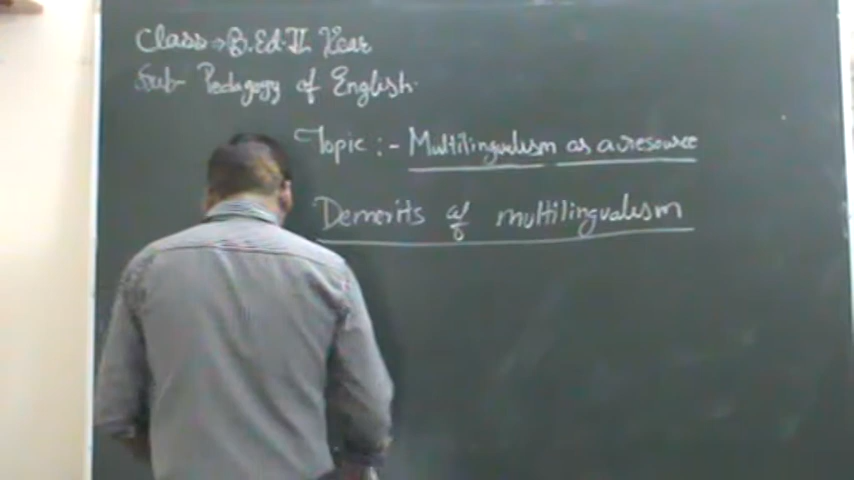 Class → B.Ed. II Year
Sub- Pedagogy of English.
Topic :- Multilingualism as a resource
Demerits of multilingualism